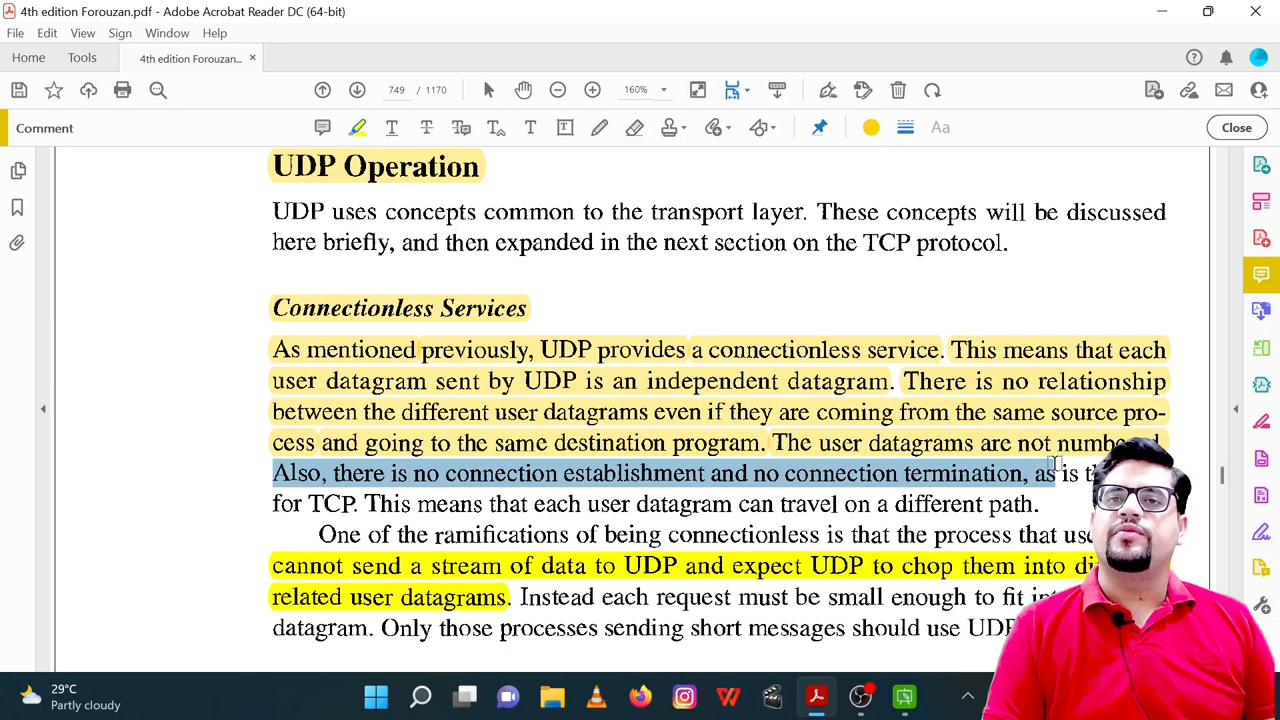 4th edition Forouzan.pdf - Adobe Acrobat Reader DC (64-bit)
File Edit View Sign Window Help
Home Tools 4th edition Forouzan... ×
749 / 1170 160%
Comment Aa Close
UDP Operation
UDP uses concepts common to the transport layer. These concepts will be discussed
here briefly, and then expanded in the next section on the TCP protocol.
Connectionless Services
As mentioned previously, UDP provides a connectionless service. This means that each
user datagram sent by UDP is an independent datagram. There is no relationship
between the different user datagrams even if they are coming from the same source pro-
cess and going to the same destination program. The user datagrams are not
Also, there is no connection establishment and no connection termination, as is
for TCP. This means that each user datagram can travel on a different path.
One of the ramifications of being connectionless is that the process that
cannot send a stream of data to UDP and expect UDP to chop them into
related user datagrams. Instead each request must be small enough to fit
datagram. Only those processes sending short messages should use UDP
29°C
Partly cloudy